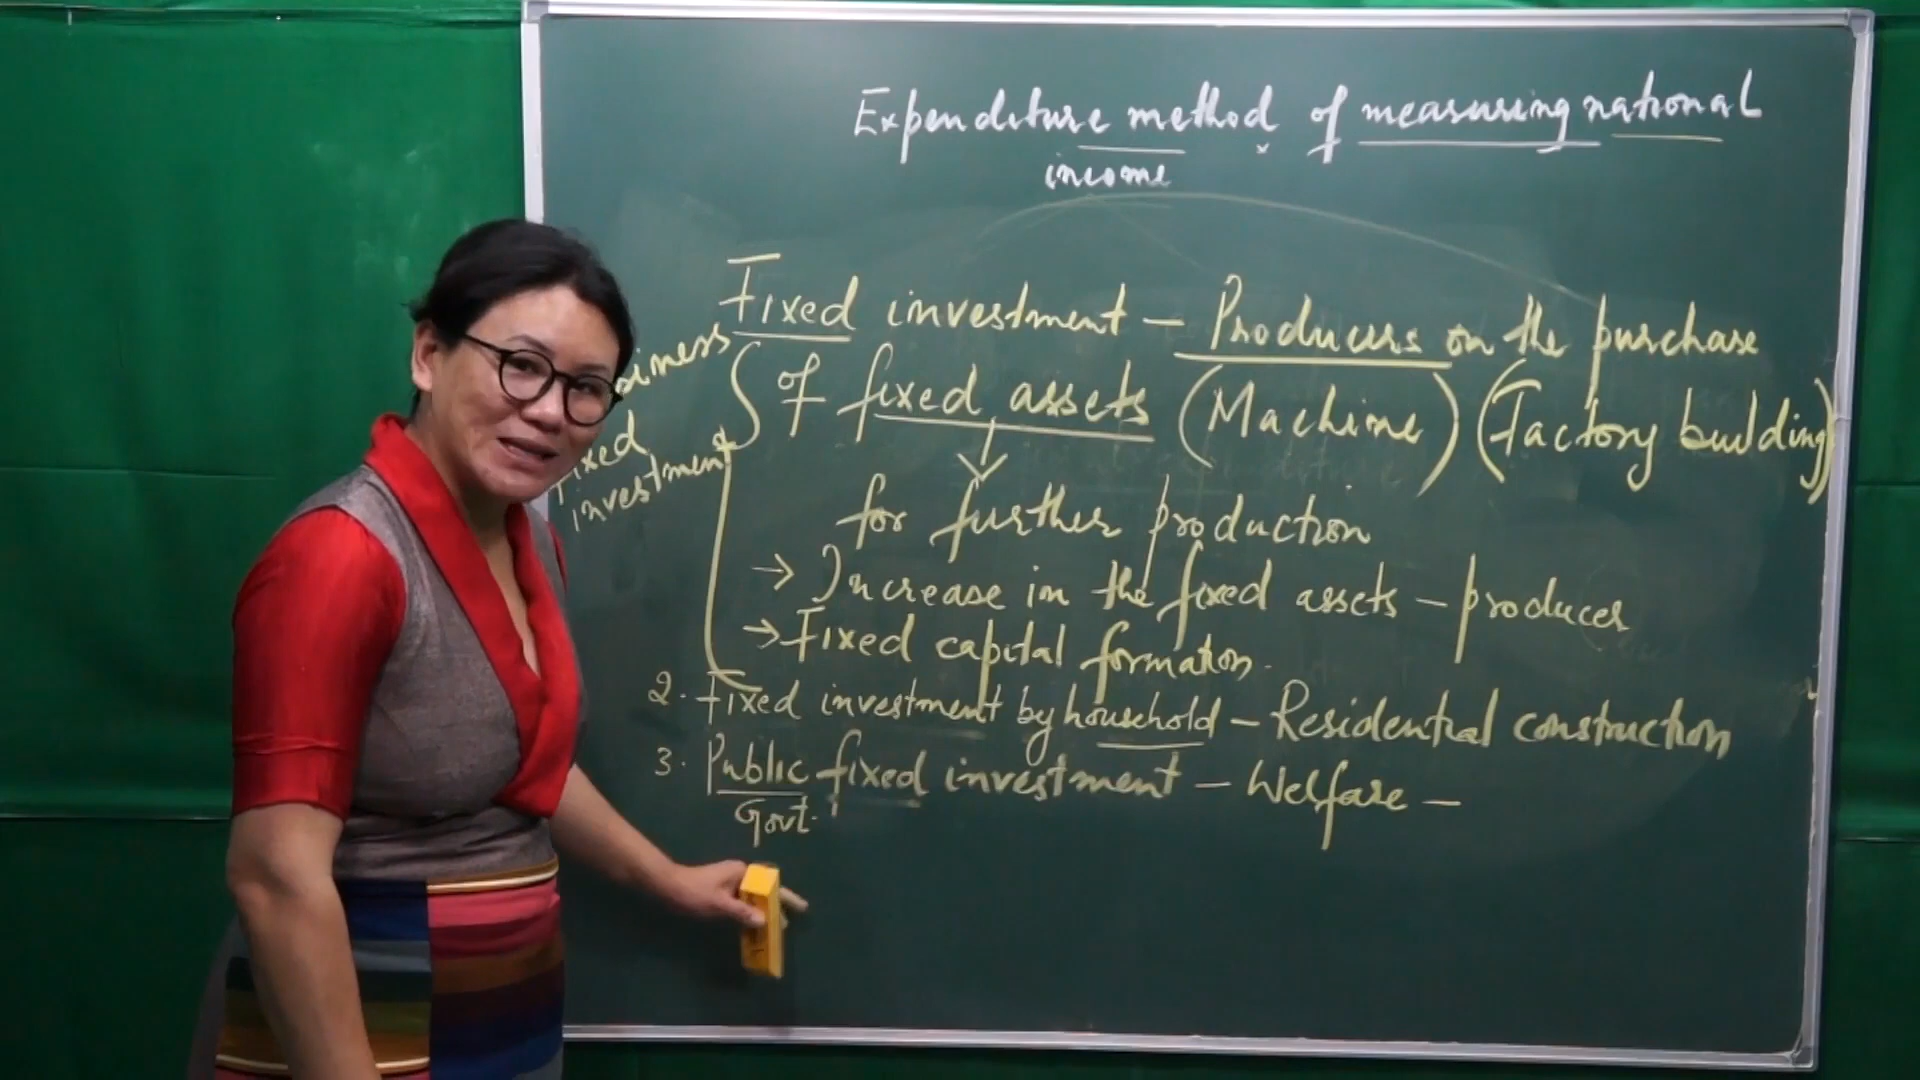 Expenditure method of measuring national
income
Fixed investment – Producers on the purchase
of fixed assets (Machine) (Factory building)
for further production
→ Increase in the fixed assets – producer
→ Fixed capital formation.
Fixed
investment
2. Fixed investment by household – Residential construction
3. Public fixed investment – Welfare –
Govt.